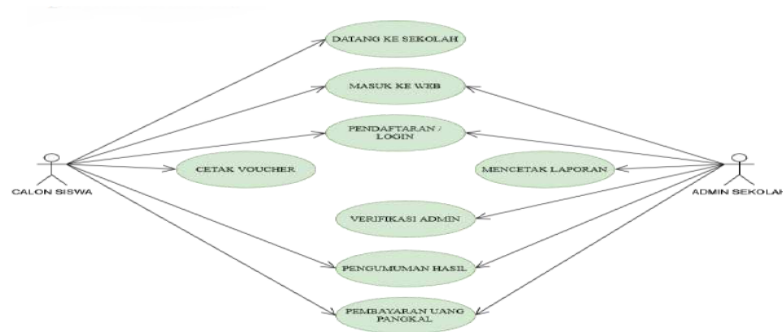 DATANG KE SEKOLAH
MASUK KE WEB
PENDAFTARAN /
LOGIN
CETAK VOUCHER
MENCETAK LAPORAN
CALON SISWA
ADMIN SEKOLAH
VERIFIKASI ADMIN
PENGUMUMAN HASIL
PEMBAYARAN UANG
PANGKAL